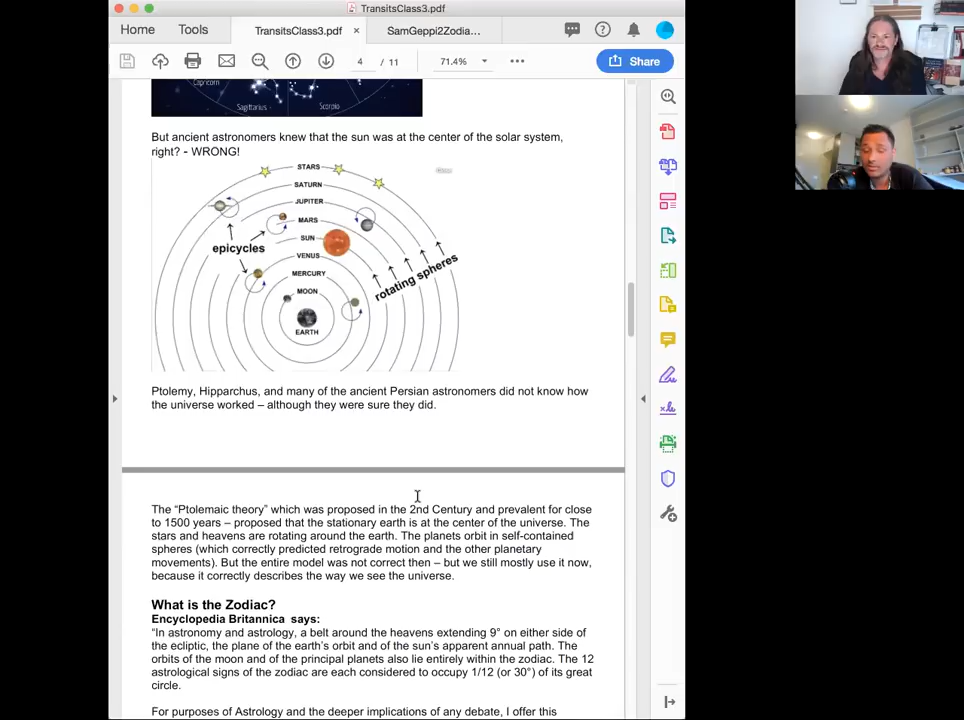 TransitsClass3.pdf
Home
Tools
TransitsClass3.pdf ×
SamGeppi2Zodia...
4 / 11
71.4%
Share
Capricorn
Sagittarius
Scorpio
But ancient astronomers knew that the sun was at the center of the solar system,
right? - WRONG!
STARS
SATURN
JUPITER
MARS
SUN
epicycles
VENUS
rotating spheres
MERCURY
MOON
EARTH
Ptolemy, Hipparchus, and many of the ancient Persian astronomers did not know how
the universe worked – although they were sure they did.
The “Ptolemaic theory” which was proposed in the 2nd Century and prevalent for close
to 1500 years – proposed that the stationary earth is at the center of the universe. The
stars and heavens are rotating around the earth. The planets orbit in self-contained
spheres (which correctly predicted retrograde motion and the other planetary
movements). But the entire model was not correct then – but we still mostly use it now,
because it correctly describes the way we see the universe.
What is the Zodiac?
Encyclopedia Britannica says:
“In astronomy and astrology, a belt around the heavens extending 9° on either side of
the ecliptic, the plane of the earth's orbit and of the sun's apparent annual path. The
orbits of the moon and of the principal planets also lie entirely within the zodiac. The 12
astrological signs of the zodiac are each considered to occupy 1/12 (or 30°) of its great
circle.
For purposes of Astrology and the deeper implications of any debate, I offer this